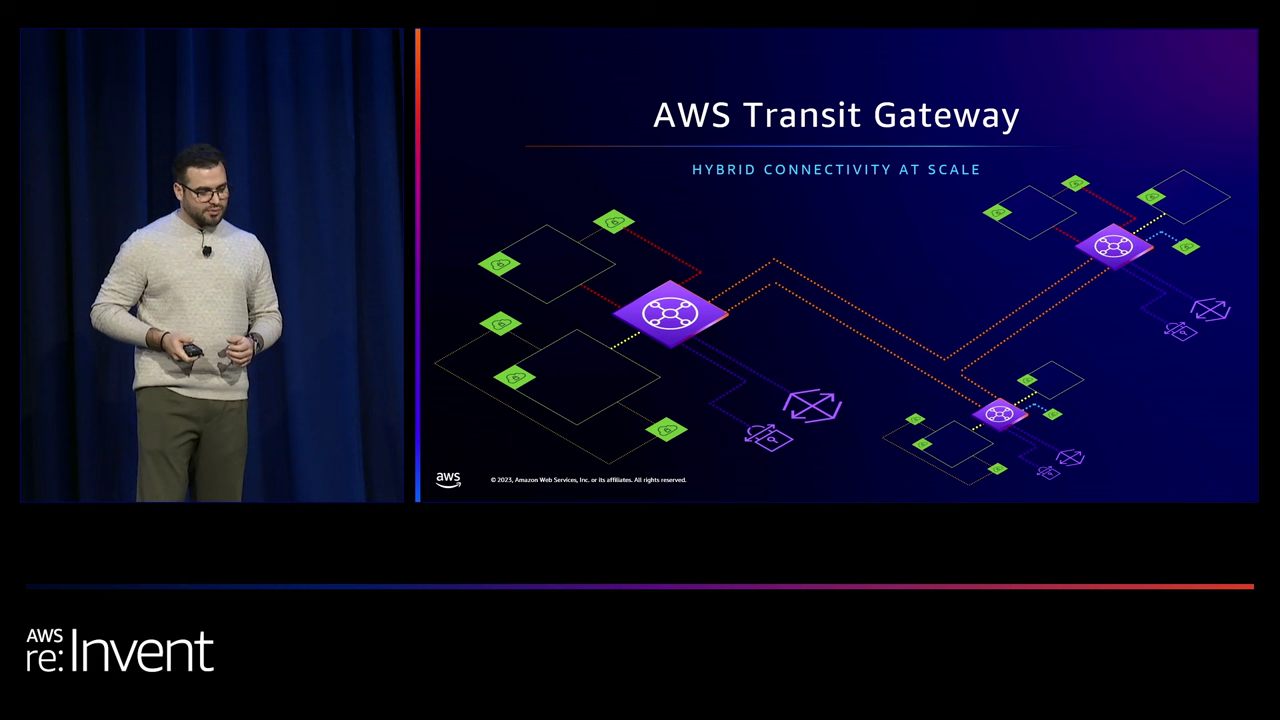 AWS Transit Gateway
HYBRID CONNECTIVITY AT SCALE
aws
© 2023, Amazon Web Services, Inc. or its affiliates. All rights reserved.
AWS
re:Invent